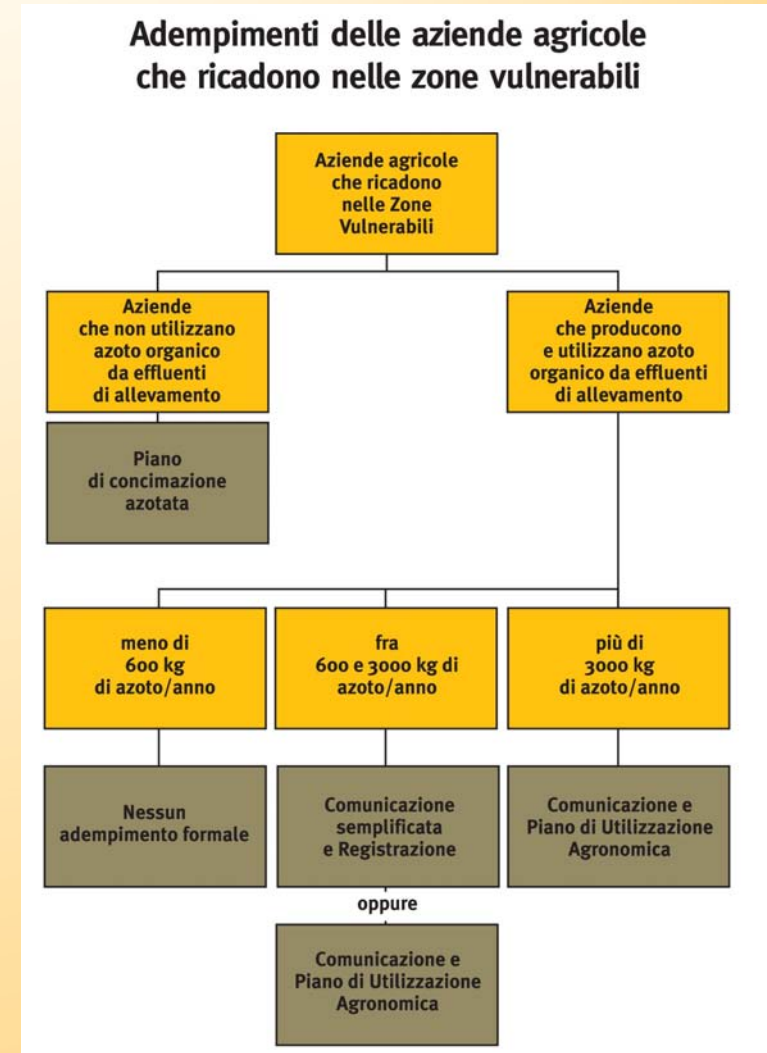 Adempimenti delle aziende agricole
che ricadono nelle zone vulnerabili
Aziende agricole
che ricadono
nelle Zone
Vulnerabili
Aziende
che non utilizzano
azoto organico
da effluenti
di allevamento
Aziende
che producono
e utilizzano azoto
organico da effluenti
di allevamento
Piano
di concimazione
azotata
meno di
600 kg
di azoto/anno
fra
600 e 3000 kg di
azoto/anno
più di
3000 kg
di azoto/anno
Nessun
adempimento formale
Comunicazione
semplificata
e Registrazione
Comunicazione e
Piano di Utilizzazione
Agronomica
oppure
Comunicazione e
Piano di Utilizzazione
Agronomica